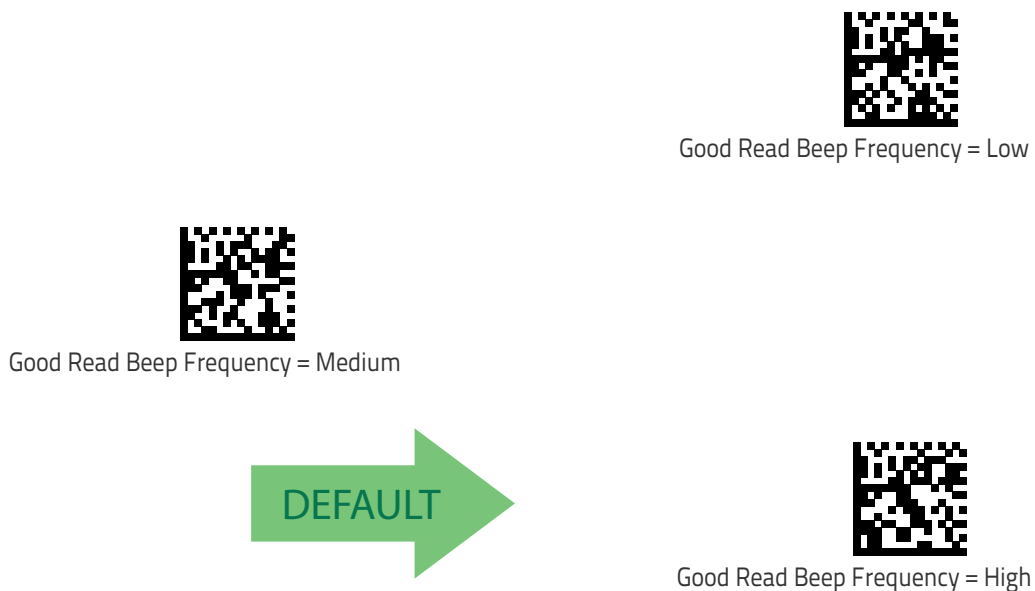 Good Read Beep Frequency = Low
Good Read Beep Frequency = Medium
DEFAULT
Good Read Beep Frequency = High